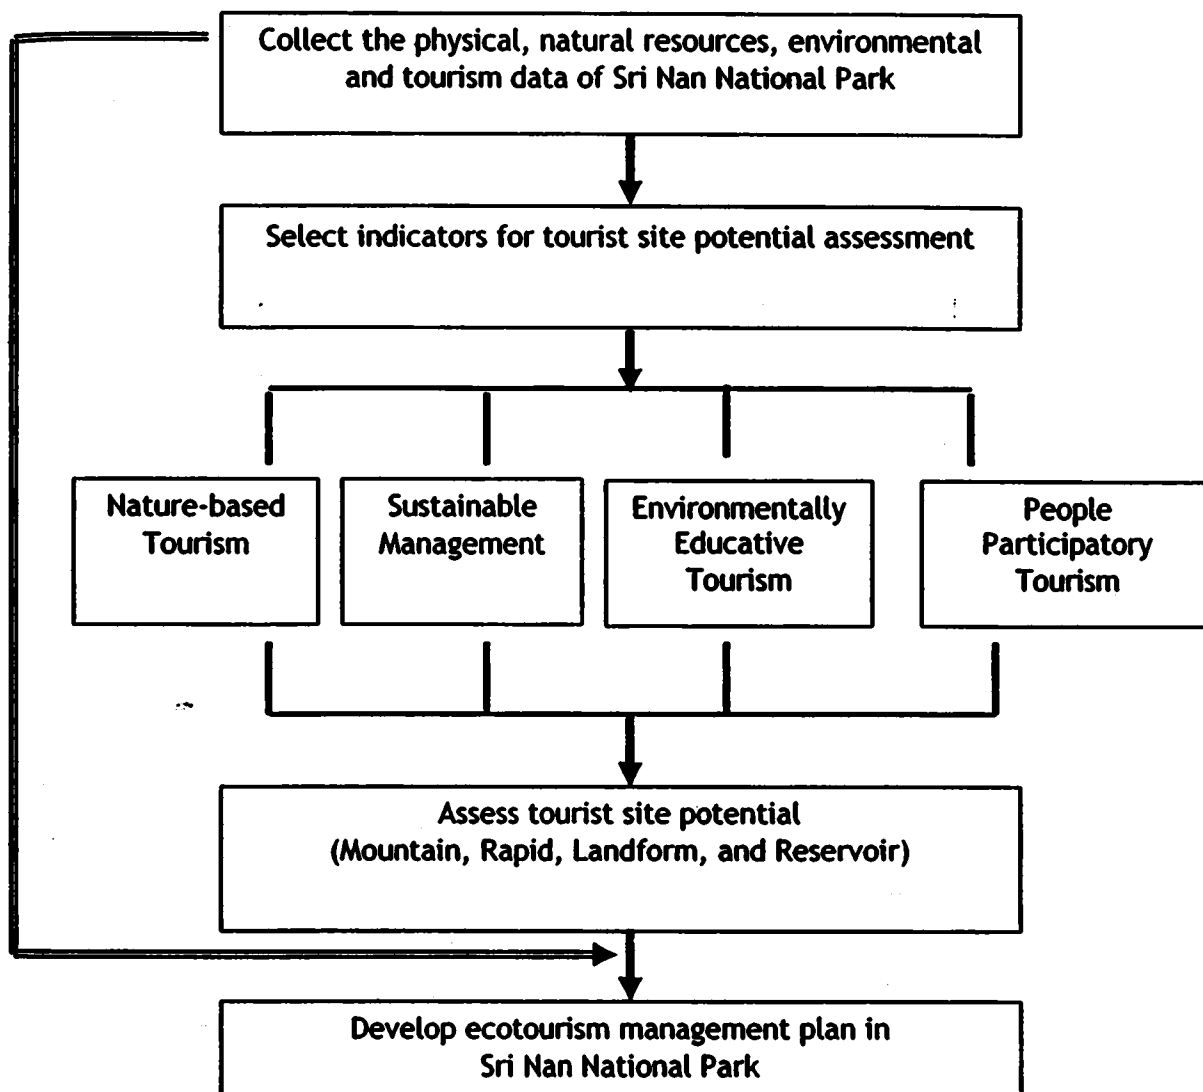 Collect the physical, natural resources, environmental
and tourism data of Sri Nan National Park
Select indicators for tourist site potential assessment
Nature-based
Tourism
Sustainable
Management
Environmentally
Educative
Tourism
People
Participatory
Tourism
Assess tourist site potential
(Mountain, Rapid, Landform, and Reservoir)
Develop ecotourism management plan in
Sri Nan National Park